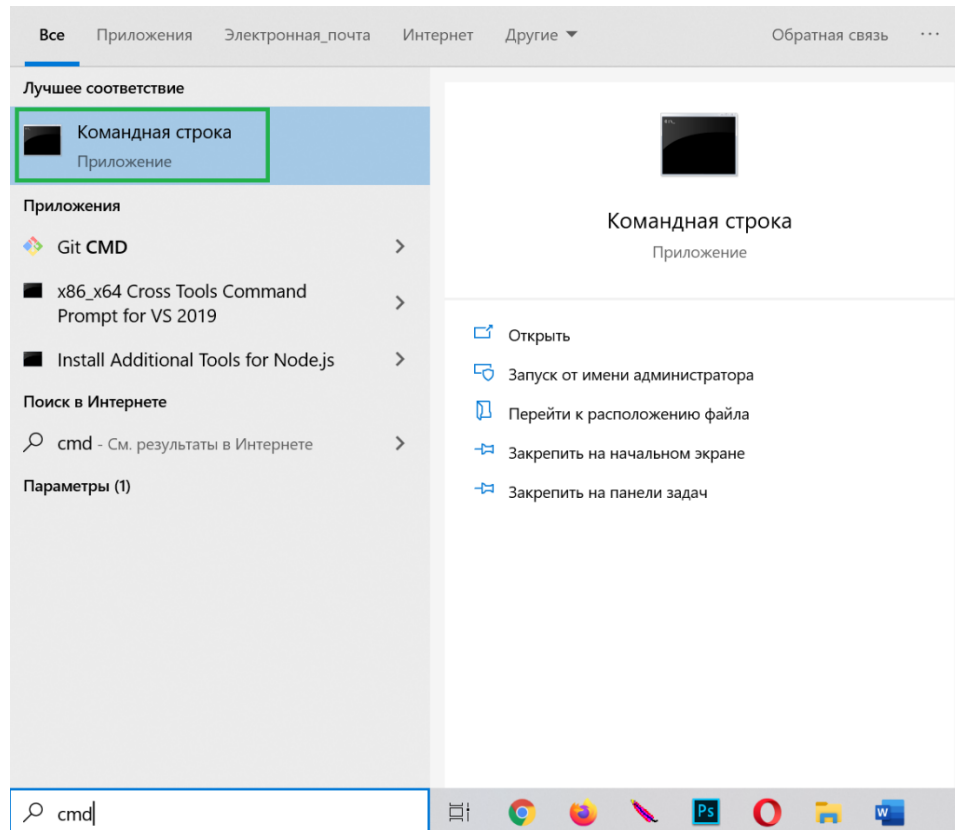 Все Приложения Электронная_почта Интернет Другие Обратная связь ...
Лучшее соответствие
Командная строка
Приложение
Приложения
Git CMD
x86_x64 Cross Tools Command
Prompt for VS 2019
Install Additional Tools for Node.js
Поиск в Интернете
cmd - См. результаты в Интернете
Параметры (1)
Командная строка
Приложение
Открыть
Запуск от имени администратора
Перейти к расположению файла
Закрепить на начальном экране
Закрепить на панели задач
cmd
Ps
W